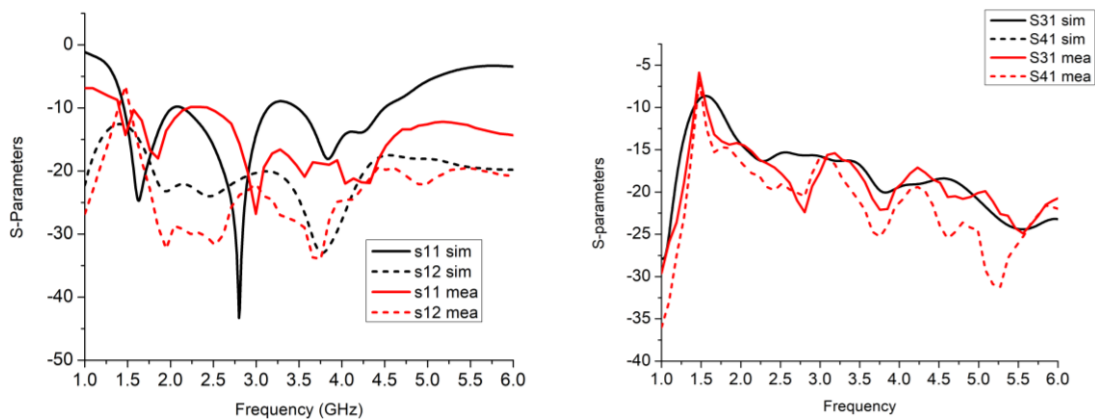 S-Parameters
0
-10
-20
-30
-40
-50
s11 sim
s12 sim
s11 mea
s12 mea
1.0 1.5 2.0 2.5 3.0 3.5 4.0 4.5 5.0 5.5 6.0
Frequency (GHz)
S31 sim
S41 sim
S31 mea
S41 mea
S-parameters
-5
-10
-15
-20
-25
-30
-35
-40
1.0 1.5 2.0 2.5 3.0 3.5 4.0 4.5 5.0 5.5 6.0
Frequency